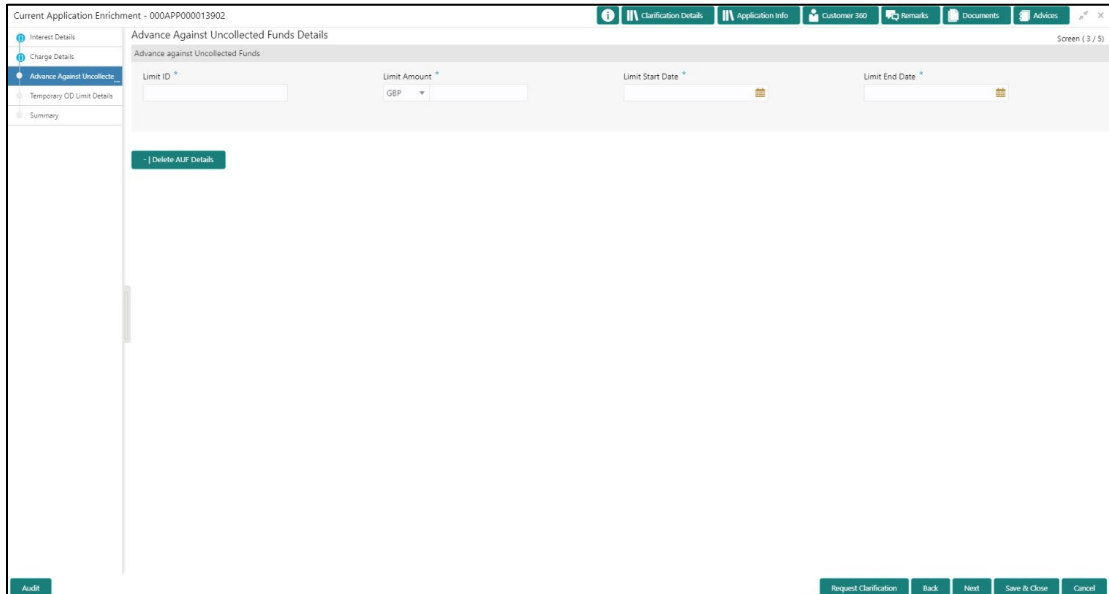 Current Application Enrichment - 000APP000013902
Clarification Details
Application Info
Customer 360
Remarks
Documents
Advices
Interest Details
Charge Details
Advance Against Uncollecte_
Temporary OD Limit Details
Summary
Advance Against Uncollected Funds Details
Screen ( 3 / 5)
Advance against Uncollected Funds
Limit ID *
Limit Amount *
Limit Start Date *
Limit End Date *
GBP
- | Delete AUF Details
Audit
Request Clarification
Back
Next
Save & Close
Cancel